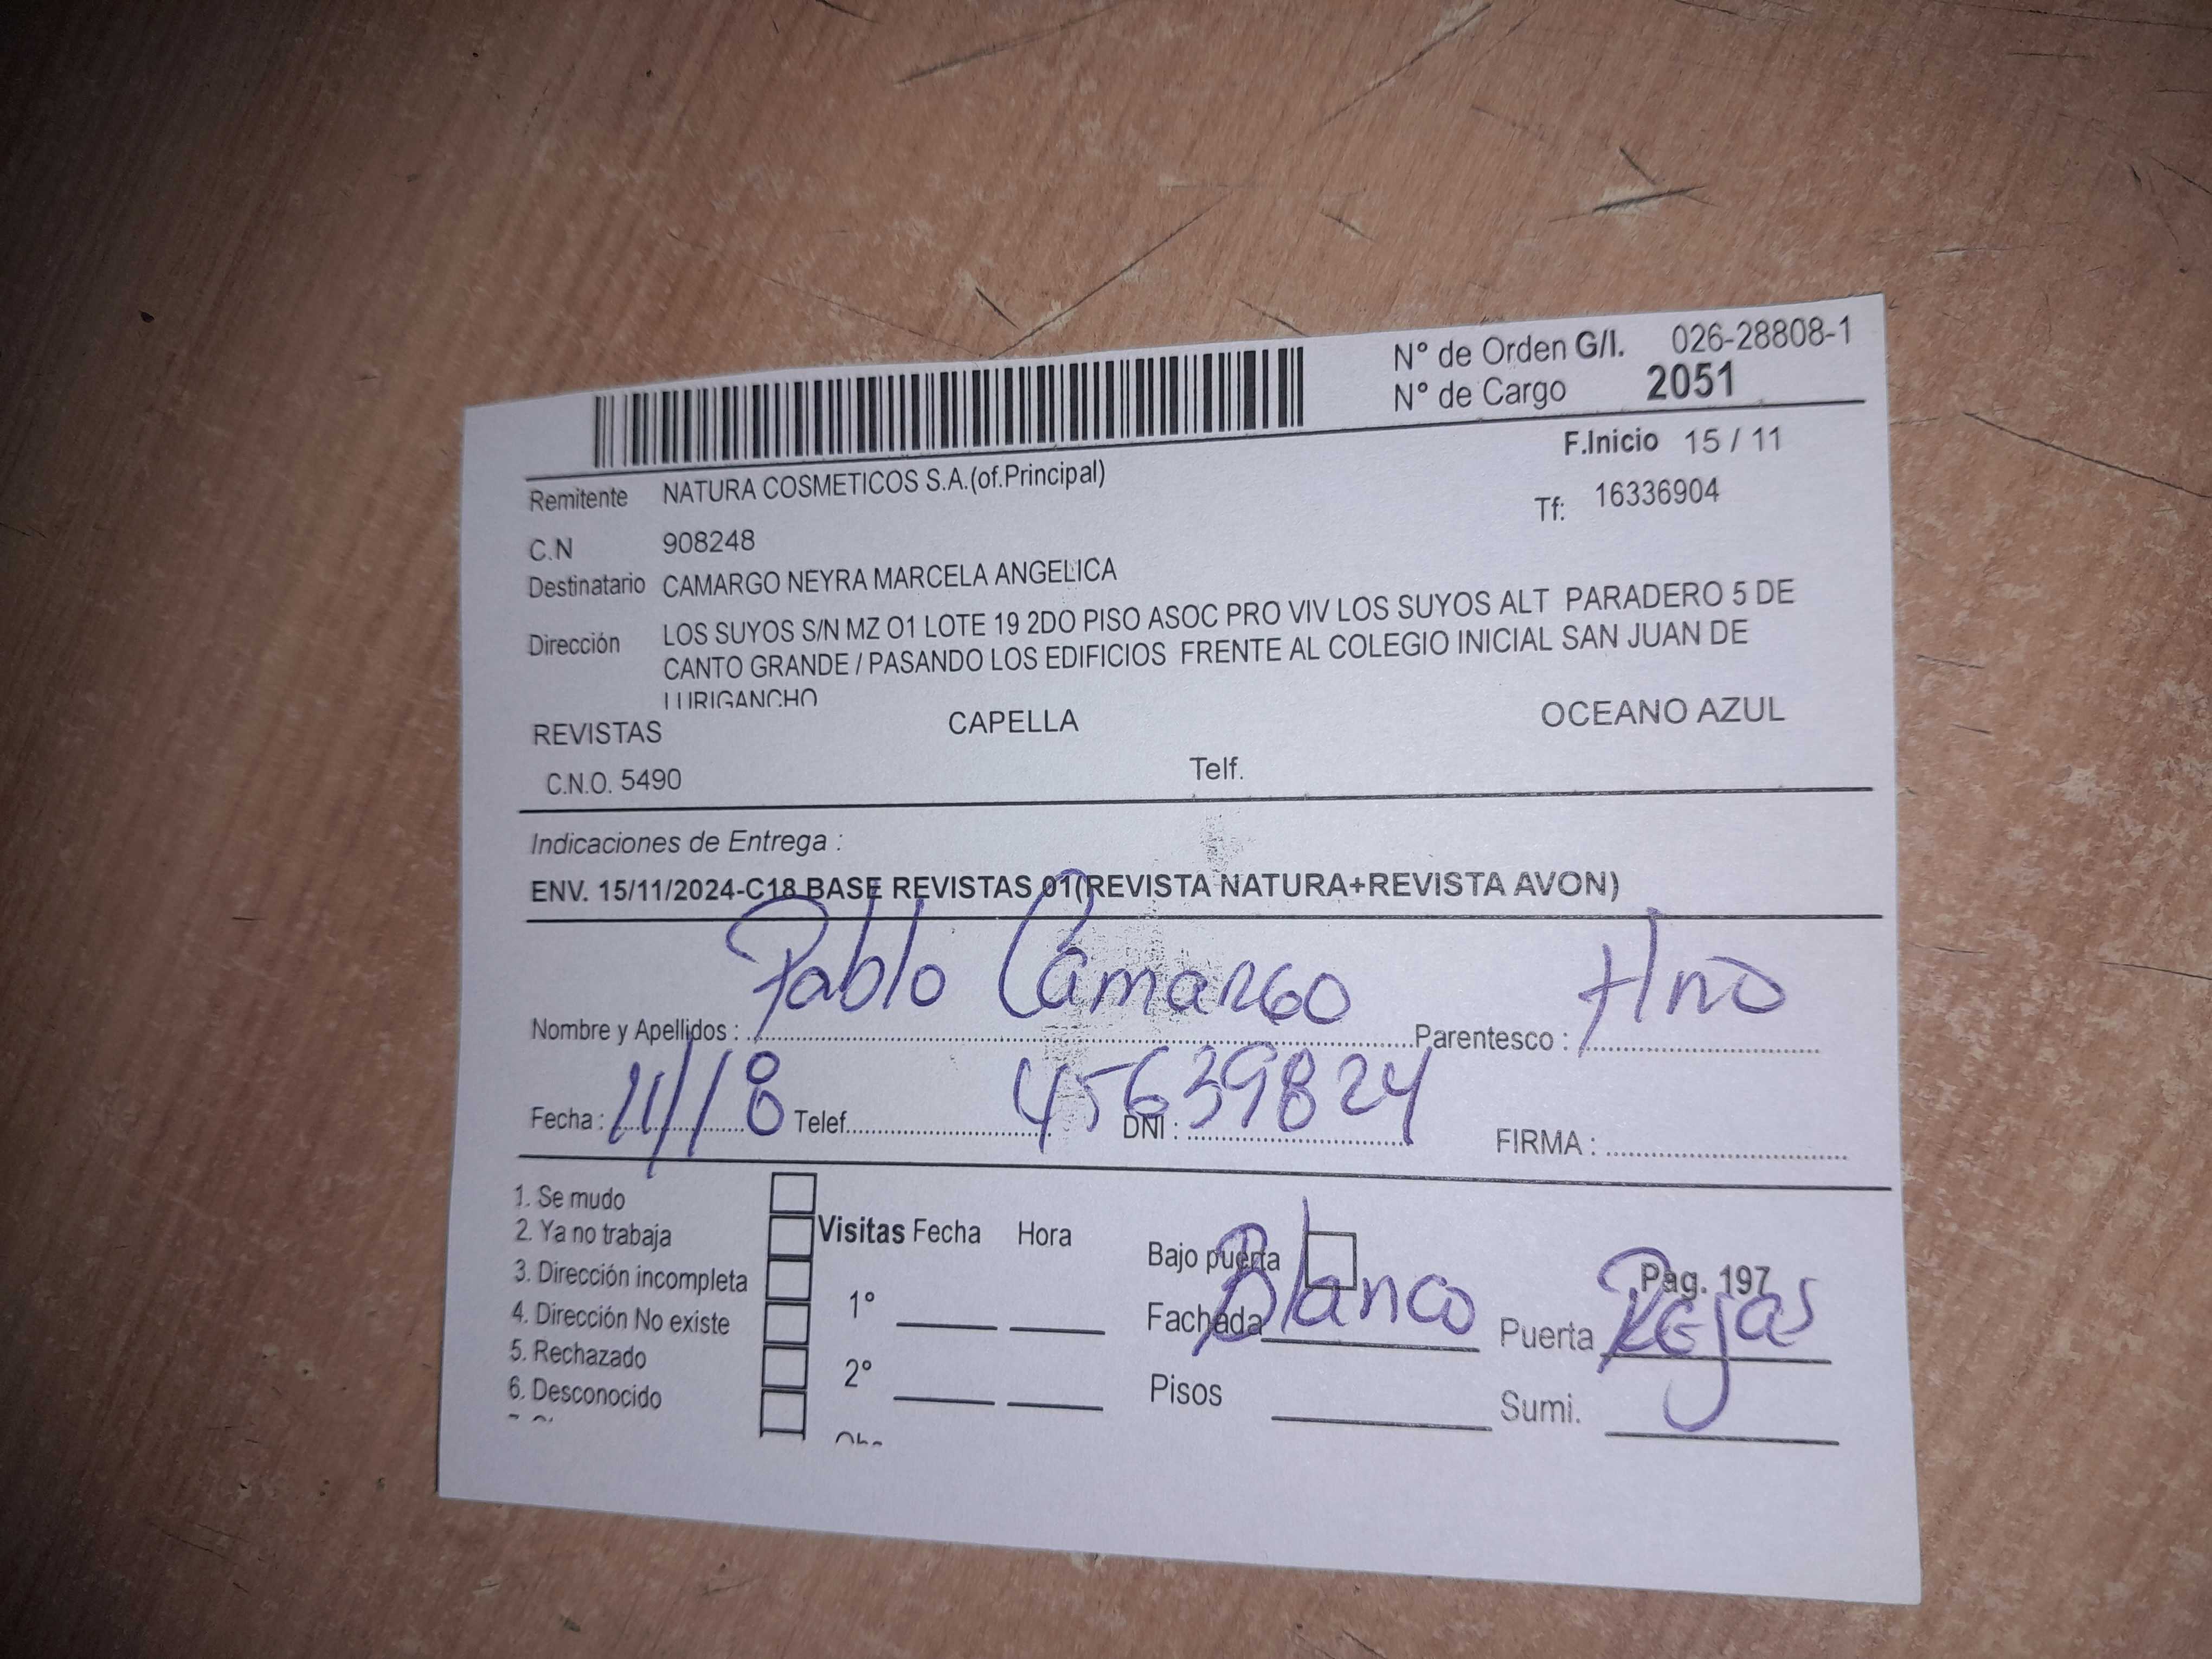 N° de Orden G/I. 026-28808-1
N° de Cargo 2051
F.Inicio 15 / 11
Remitente NATURA COSMETICOS S.A.(of.Principal)
Tf: 16336904
C.N 908248
Destinatario CAMARGO NEYRA MARCELA ANGELICA
Dirección LOS SUYOS S/N MZ O1 LOTE 19 2DO PISO ASOC PRO VIV LOS SUYOS ALT PARADERO 5 DE
CANTO GRANDE / PASANDO LOS EDIFICIOS FRENTE AL COLEGIO INICIAL SAN JUAN DE
LURIGANCHO
REVISTAS CAPELLA OCEANO AZUL
C.N.O. 5490 Telf.
Indicaciones de Entrega :
ENV. 15/11/2024-C18 BASE REVISTAS 01(REVISTA NATURA+REVISTA AVON)
Nombre y Apellidos : Pablo Camargo Parentesco : Hno
Fecha : 11/18 Telef. DNI : 45639824 FIRMA :
1. Se mudo
2. Ya no trabaja
3. Dirección incompleta
4. Dirección No existe
5. Rechazado
6. Desconocido
Visitas Fecha Hora
1°
2°
Bajo puerta Pag. 197
Fachada Blanco Puerta Rejas
Pisos Sumi.